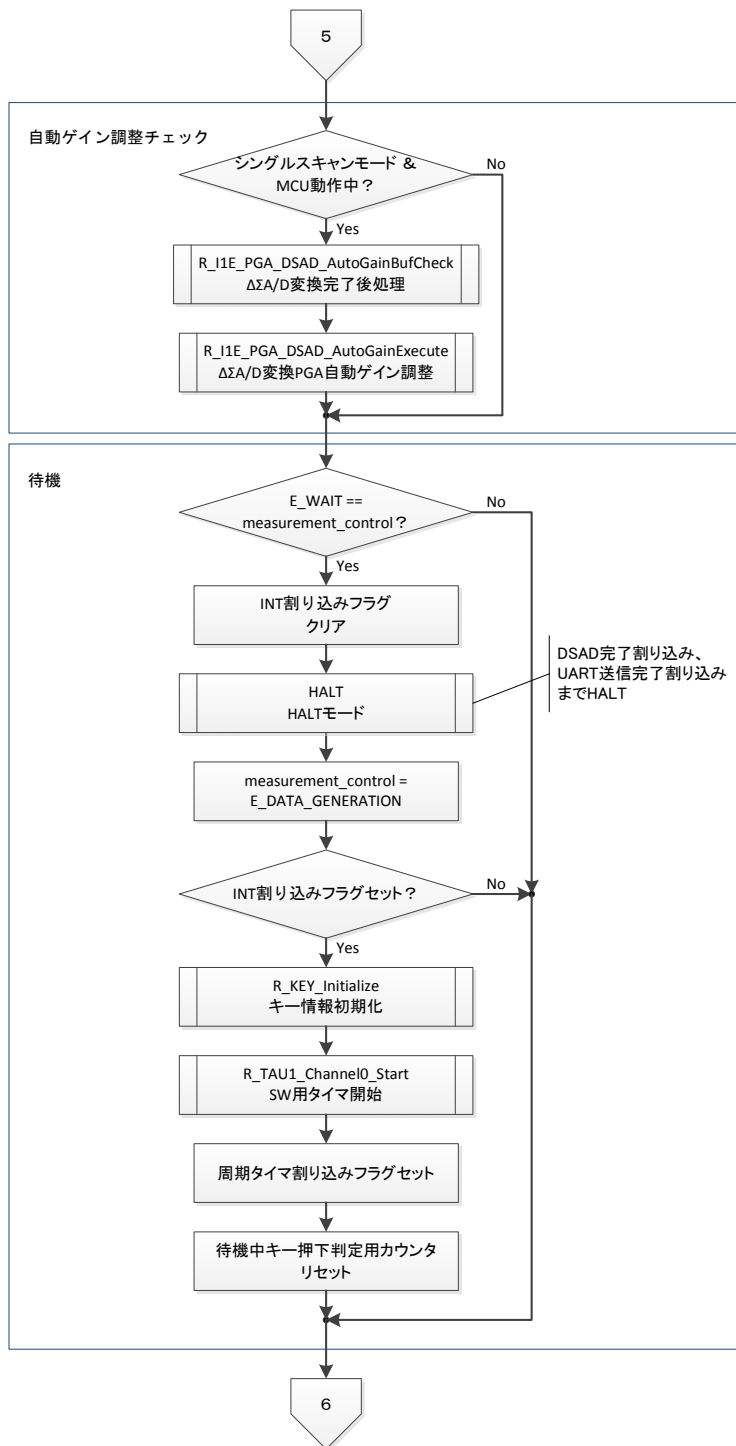 5
自動ゲイン調整チェック
シングルスキャンモード &
MCU動作中？
No
Yes
R_I1E_PGA_DSAD_AutoGainBufCheck
ΔΣA/D変換完了後処理
R_I1E_PGA_DSAD_AutoGainExecute
ΔΣA/D変換PGA自動ゲイン調整
待機
E_WAIT ==
measurement_control？
No
Yes
INT割り込みフラグ
クリア
DSAD完了割り込み、
UART送信完了割り込み
までHALT
HALT
HALTモード
measurement_control =
E_DATA_GENERATION
INT割り込みフラグセット？
No
Yes
R_KEY_Initialize
キー情報初期化
R_TAU1_Channel0_Start
SW用タイマ開始
周期タイマ割り込みフラグセット
待機中キー押下判定用カウンタ
リセット
6